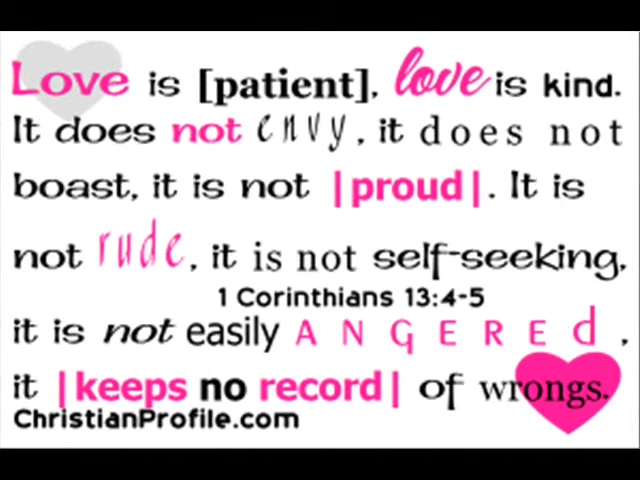 Love is [patient], love is kind.
It does not envy, it does not
boast, it is not |proud|. It is
not rude, it is not self-seeking,
1 Corinthians 13:4-5
it is not easily ANGEREd,
it |keeps no record| of wrongs.
ChristianProfile.com